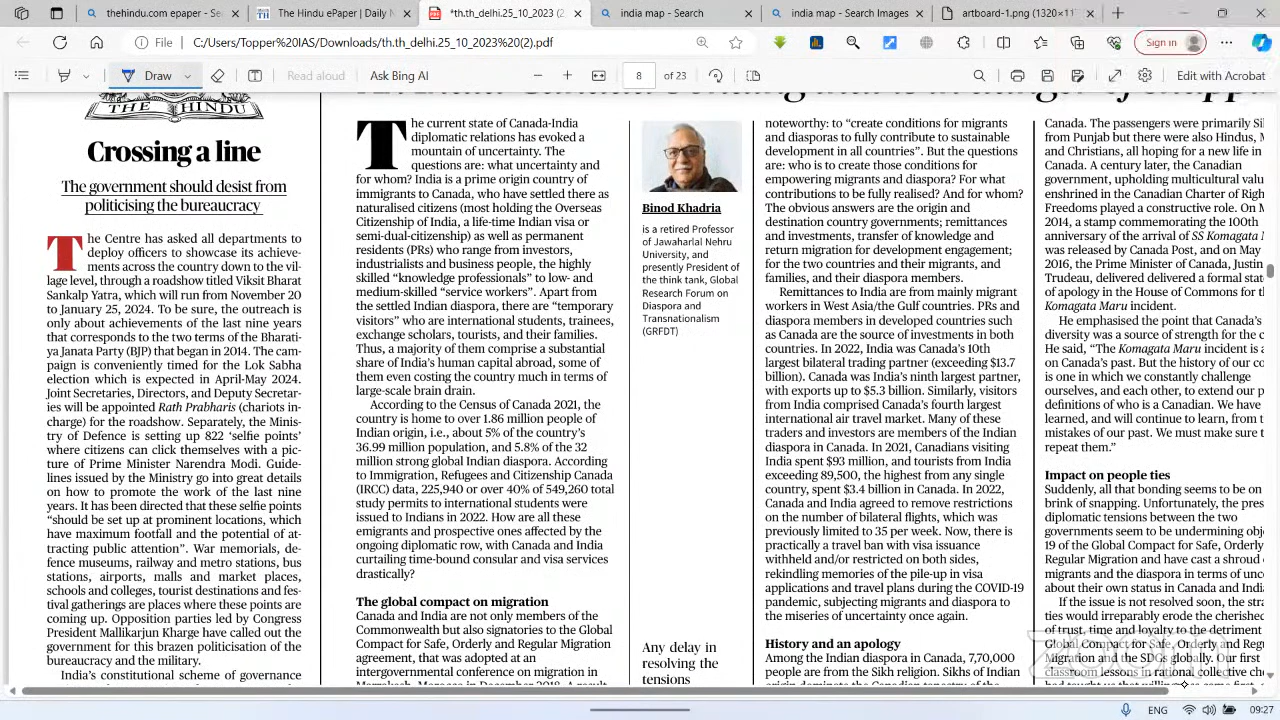 thehindu.com epaper - Se
The Hindu ePaper | Daily N
*th.th_delhi.25_10_2023 (2
india map - Search
india map - Search Images
artboard-1.png (1320×11
File
C:/Users/Topper%20IAS/Downloads/th.th_delhi.25_10_2023%20(2).pdf
Sign in
Draw
Read aloud
Ask Bing AI
8
of 23
Edit with Acrobat
THE HINDU
Crossing a line
The government should desist from
politicising the bureaucracy
The Centre has asked all departments to
deploy officers to showcase its achieve-
ments across the country down to the vil-
lage level, through a roadshow titled Viksit Bharat
Sankalp Yatra, which will run from November 20
to January 25, 2024. To be sure, the outreach is
only about achievements of the last nine years
that corresponds to the two terms of the Bharati-
ya Janata Party (BJP) that began in 2014. The cam-
paign is conveniently timed for the Lok Sabha
election which is expected in April-May 2024.
Joint Secretaries, Directors, and Deputy Secretar-
ies will be appointed Rath Prabharis (chariots in-
charge) for the roadshow. Separately, the Minis-
try of Defence is setting up 822 ‘selfie points’
where citizens can click themselves with a pic-
ture of Prime Minister Narendra Modi. Guide-
lines issued by the Ministry go into great details
on how to promote the work of the last nine
years. It has been directed that these selfie points
“should be set up at prominent locations, which
have maximum footfall and the potential of at-
tracting public attention”. War memorials, de-
fence museums, railway and metro stations, bus
stations, airports, malls and market places,
schools and colleges, tourist destinations and fes-
tival gatherings are places where these points are
coming up. Opposition parties led by Congress
President Mallikarjun Kharge have called out the
government for this brazen politicisation of the
bureaucracy and the military.
India’s constitutional scheme of governance
The current state of Canada-India
diplomatic relations has evoked a
mountain of uncertainty. The
questions are: what uncertainty and
for whom? India is a prime origin country of
immigrants to Canada, who have settled there as
naturalised citizens (most holding the Overseas
Citizenship of India, a life-time Indian visa or
semi-dual-citizenship) as well as permanent
residents (PRs) who range from investors,
industrialists and business people, the highly
skilled “knowledge professionals” to low- and
medium-skilled “service workers”. Apart from
the settled Indian diaspora, there are “temporary
visitors” who are international students, trainees,
exchange scholars, tourists, and their families.
Thus, a majority of them comprise a substantial
share of India’s human capital abroad, some of
them even costing the country much in terms of
large-scale brain drain.
According to the Census of Canada 2021, the
country is home to over 1.86 million people of
Indian origin, i.e., about 5% of the country’s
36.99 million population, and 5.8% of the 32
million strong global Indian diaspora. According
to Immigration, Refugees and Citizenship Canada
(IRCC) data, 225,940 or over 40% of 549,260 total
study permits to international students were
issued to Indians in 2022. How are all these
emigrants and prospective ones affected by the
ongoing diplomatic row, with Canada and India
curtailing time-bound consular and visa services
drastically?
The global compact on migration
Canada and India are not only members of the
Commonwealth but also signatories to the Global
Compact for Safe, Orderly and Regular Migration
agreement, that was adopted at an
intergovernmental conference on migration in
Marrakesh, Morocco in December 2018. A result
Binod Khadria
is a retired Professor
of Jawaharlal Nehru
University, and
presently President of
the think tank, Global
Research Forum on
Diaspora and
Transnationalism
(GRFDT)
Any delay in
resolving the
tensions
noteworthy: to “create conditions for migrants
and diasporas to fully contribute to sustainable
development in all countries”. But the questions
are: who is to create those conditions for
empowering migrants and diaspora? For what
contributions to be fully realised? And for whom?
The obvious answers are the origin and
destination country governments; remittances
and investments, transfer of knowledge and
return migration for development engagement;
for the two countries and their migrants, and
families, and their diaspora members.
Remittances to India are from mainly migrant
workers in West Asia/the Gulf countries. PRs and
diaspora members in developed countries such
as Canada are the source of investments in both
countries. In 2022, India was Canada’s 10th
largest bilateral trading partner (exceeding $13.7
billion). Canada was India’s ninth largest partner,
with exports up to $5.3 billion. Similarly, visitors
from India comprised Canada’s fourth largest
international air travel market. Many of these
traders and investors are members of the Indian
diaspora in Canada. In 2021, Canadians visiting
India spent $93 million, and tourists from India
exceeding 89,500, the highest from any single
country, spent $3.4 billion in Canada. In 2022,
Canada and India agreed to remove restrictions
on the number of bilateral flights, which was
previously limited to 35 per week. Now, there is
practically a travel ban with visa issuance
withheld and/or restricted on both sides,
rekindling memories of the pile-up in visa
applications and travel plans during the COVID-19
pandemic, subjecting migrants and diaspora to
the miseries of uncertainty once again.
History and an apology
Among the Indian diaspora in Canada, 7,70,000
people are from the Sikh religion. Sikhs of Indian
Canada. The passengers were primarily Si
from Punjab but there were also Hindus, M
and Christians, all hoping for a new life in
Canada. A century later, the Canadian
government, upholding multicultural valu
enshrined in the Canadian Charter of Righ
Freedoms played a constructive role. On M
2014, a stamp commemorating the 100th
anniversary of the arrival of SS Komagata
was released by Canada Post, and on May
2016, the Prime Minister of Canada, Justin
Trudeau, delivered delivered a formal stat
of apology in the House of Commons for th
Komagata Maru incident.
He emphasised the point that Canada’s
diversity was a source of strength for the c
He said, “The Komagata Maru incident is a
on Canada’s past. But the history of our co
is one in which we constantly challenge
ourselves, and each other, to extend our p
definitions of who is a Canadian. We have
learned, and will continue to learn, from t
mistakes of our past. We must make sure t
repeat them.”
Impact on people ties
Suddenly, all that bonding seems to be on
brink of snapping. Unfortunately, the pres
diplomatic tensions between the two
governments seem to be undermining obj
19 of the Global Compact for Safe, Orderly
Regular Migration and have cast a shroud
migrants and the diaspora in terms of unce
about their own status in Canada and India
If the issue is not resolved soon, the stra
ties would irreparably erode the cherished
of trust, time and loyalty to the detriment
Global Compact for Safe, Orderly and Reg
Migration and the SDGs globally. Our first
classroom lessons in rational collective cho
zoom
ENG
09:27